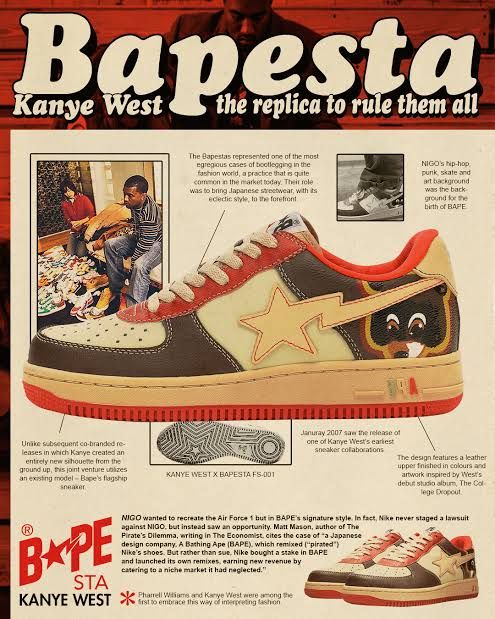 Bapesta
Kanye West
the replica to rule them all
The Bapestas represented one of the most
egregious cases of bootlegging in the
fashion world, a practice that is quite
common in the market today. Their role
was to bring Japanese streetwear, with its
eclectic style, to the forefront.
NIGO's hip-hop,
punk, skate and
art background
was the back-
ground for the
birth of BAPE.
STA
Unlike subsequent co-branded re-
leases in which Kanye created an
entirely new silhouette from the
ground up, this joint venture utilizes
an existing model – Bape's flagship
sneaker.
KANYE WEST X BAPESTA FS-001
Januray 2007 saw the release of
one of Kanye West's earliest
sneaker collaborations
The design features a leather
upper finished in colours and
artwork inspired by West's
debut studio album, The Col-
lege Dropout.
® BAPE
STA
KANYE WEST
NIGO wanted to recreate the Air Force 1 but in BAPE's signature style. In fact, Nike never staged a lawsuit
against NIGO, but instead saw an opportunity. Matt Mason, author of The
Pirate's Dilemma, writing in The Economist, cites the case of "a Japanese
design company, A Bathing Ape (BAPE), which remixed ("pirated")
Nike's shoes. But rather than sue, Nike bought a stake in BAPE
and launched its own remixes, earning new revenue by
catering to a niche market it had neglected."
* Pharrell Williams and Kanye West were among the
first to embrace this way of interpreting fashion.